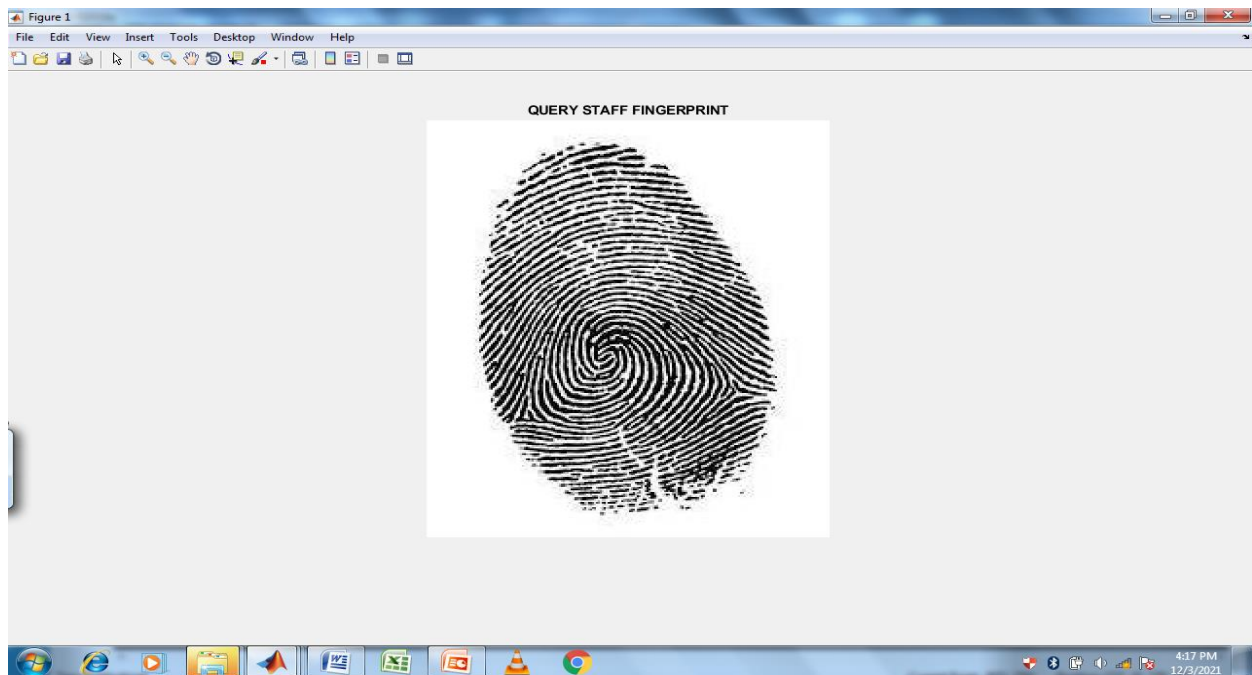 Figure 1
File Edit View Insert Tools Desktop Window Help
QUERY STAFF FINGERPRINT
4:17 PM
12/3/2021